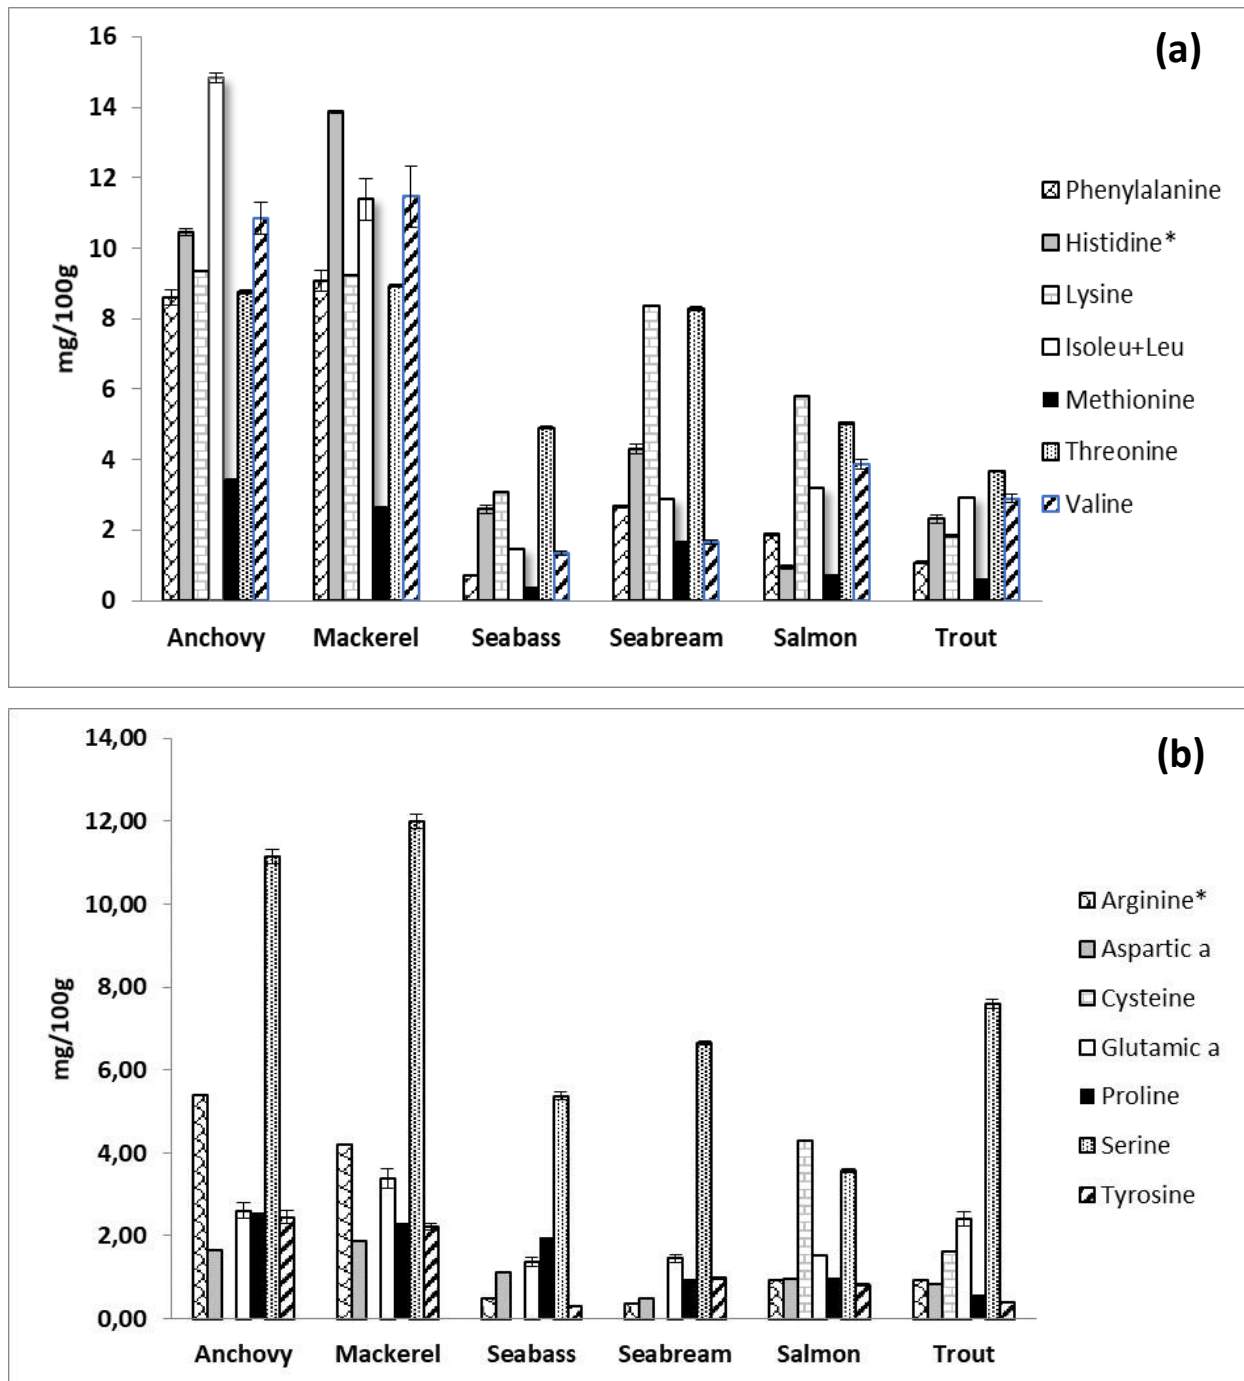 (a)
16
14
12
10
8
6
4
2
0
mg/100g
Anchovy Mackerel Seabass Seabream Salmon Trout
Phenylalanine
Histidine*
Lysine
Isoleu+Leu
Methionine
Threonine
Valine
(b)
14,00
12,00
10,00
8,00
6,00
4,00
2,00
0,00
mg/100g
Anchovy Mackerel Seabass Seabream Salmon Trout
Arginine*
Aspartic a
Cysteine
Glutamic a
Proline
Serine
Tyrosine